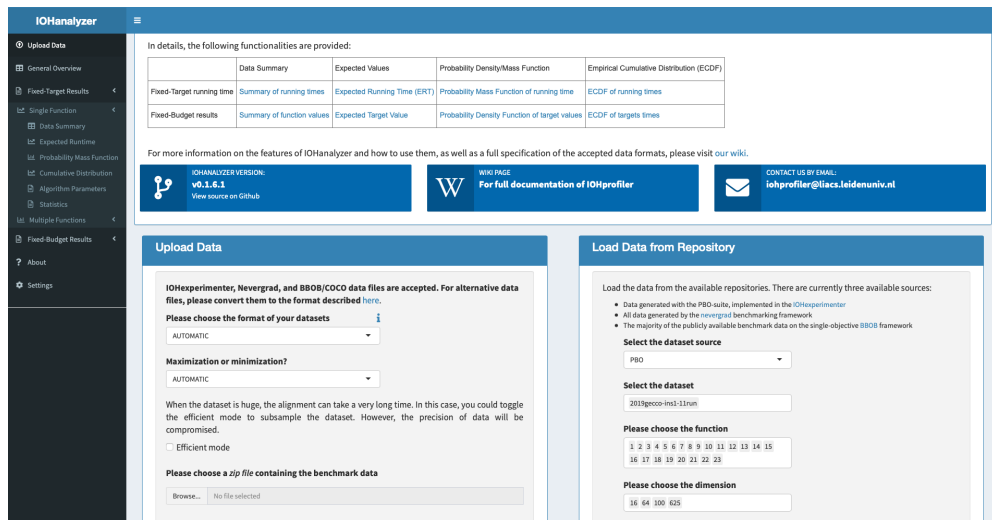 IOHanalyzer
Upload Data
General Overview
Fixed-Target Results
Single Function
Data Summary
Expected Runtime
Probability Mass Function
Cumulative Distribution
Algorithm Parameters
Statistics
Multiple Functions
Fixed-Budget Results
? About
Settings
In details, the following functionalities are provided:
Data Summary Expected Values Probability Density/Mass Function Empirical Cumulative Distribution (ECDF)
Fixed-Target running time Summary of running times Expected Running Time (ERT) Probability Mass Function of running time ECDF of running times
Fixed-Budget results Summary of function values Expected Target Value Probability Density Function of target values ECDF of targets times
For more information on the features of IOHanalyzer and how to use them, as well as a full specification of the accepted data formats, please visit our wiki.
IOHANALYZER VERSION:
v0.1.6.1
View source on Github
W
WIKI PAGE
For full documentation of IOHprofiler
CONTACT US BY EMAIL:
iohprofiler@liacs.leidenuniv.nl
Upload Data
IOHexperimenter, Nevergrad, and BBOB/COCO data files are accepted. For alternative data
files, please convert them to the format described here.
Please choose the format of your datasets i
AUTOMATIC
Maximization or minimization?
AUTOMATIC
When the dataset is huge, the alignment can take a very long time. In this case, you could toggle
the efficient mode to subsample the dataset. However, the precision of data will be
compromised.
Efficient mode
Please choose a zip file containing the benchmark data
Browse... No file selected
Load Data from Repository
Load the data from the available repositories. There are currently three available sources:
• Data generated with the PBO-suite, implemented in the IOHexperimenter
• All data generated by the nevergrad benchmarking framework
• The majority of the publicly available benchmark data on the single-objective BBOB framework
Select the dataset source
PBO
Select the dataset
2019gecco-ins1-11run
Please choose the function
1 2 3 4 5 6 7 8 9 10 11 12 13 14 15
16 17 18 19 20 21 22 23
Please choose the dimension
16 64 100 625